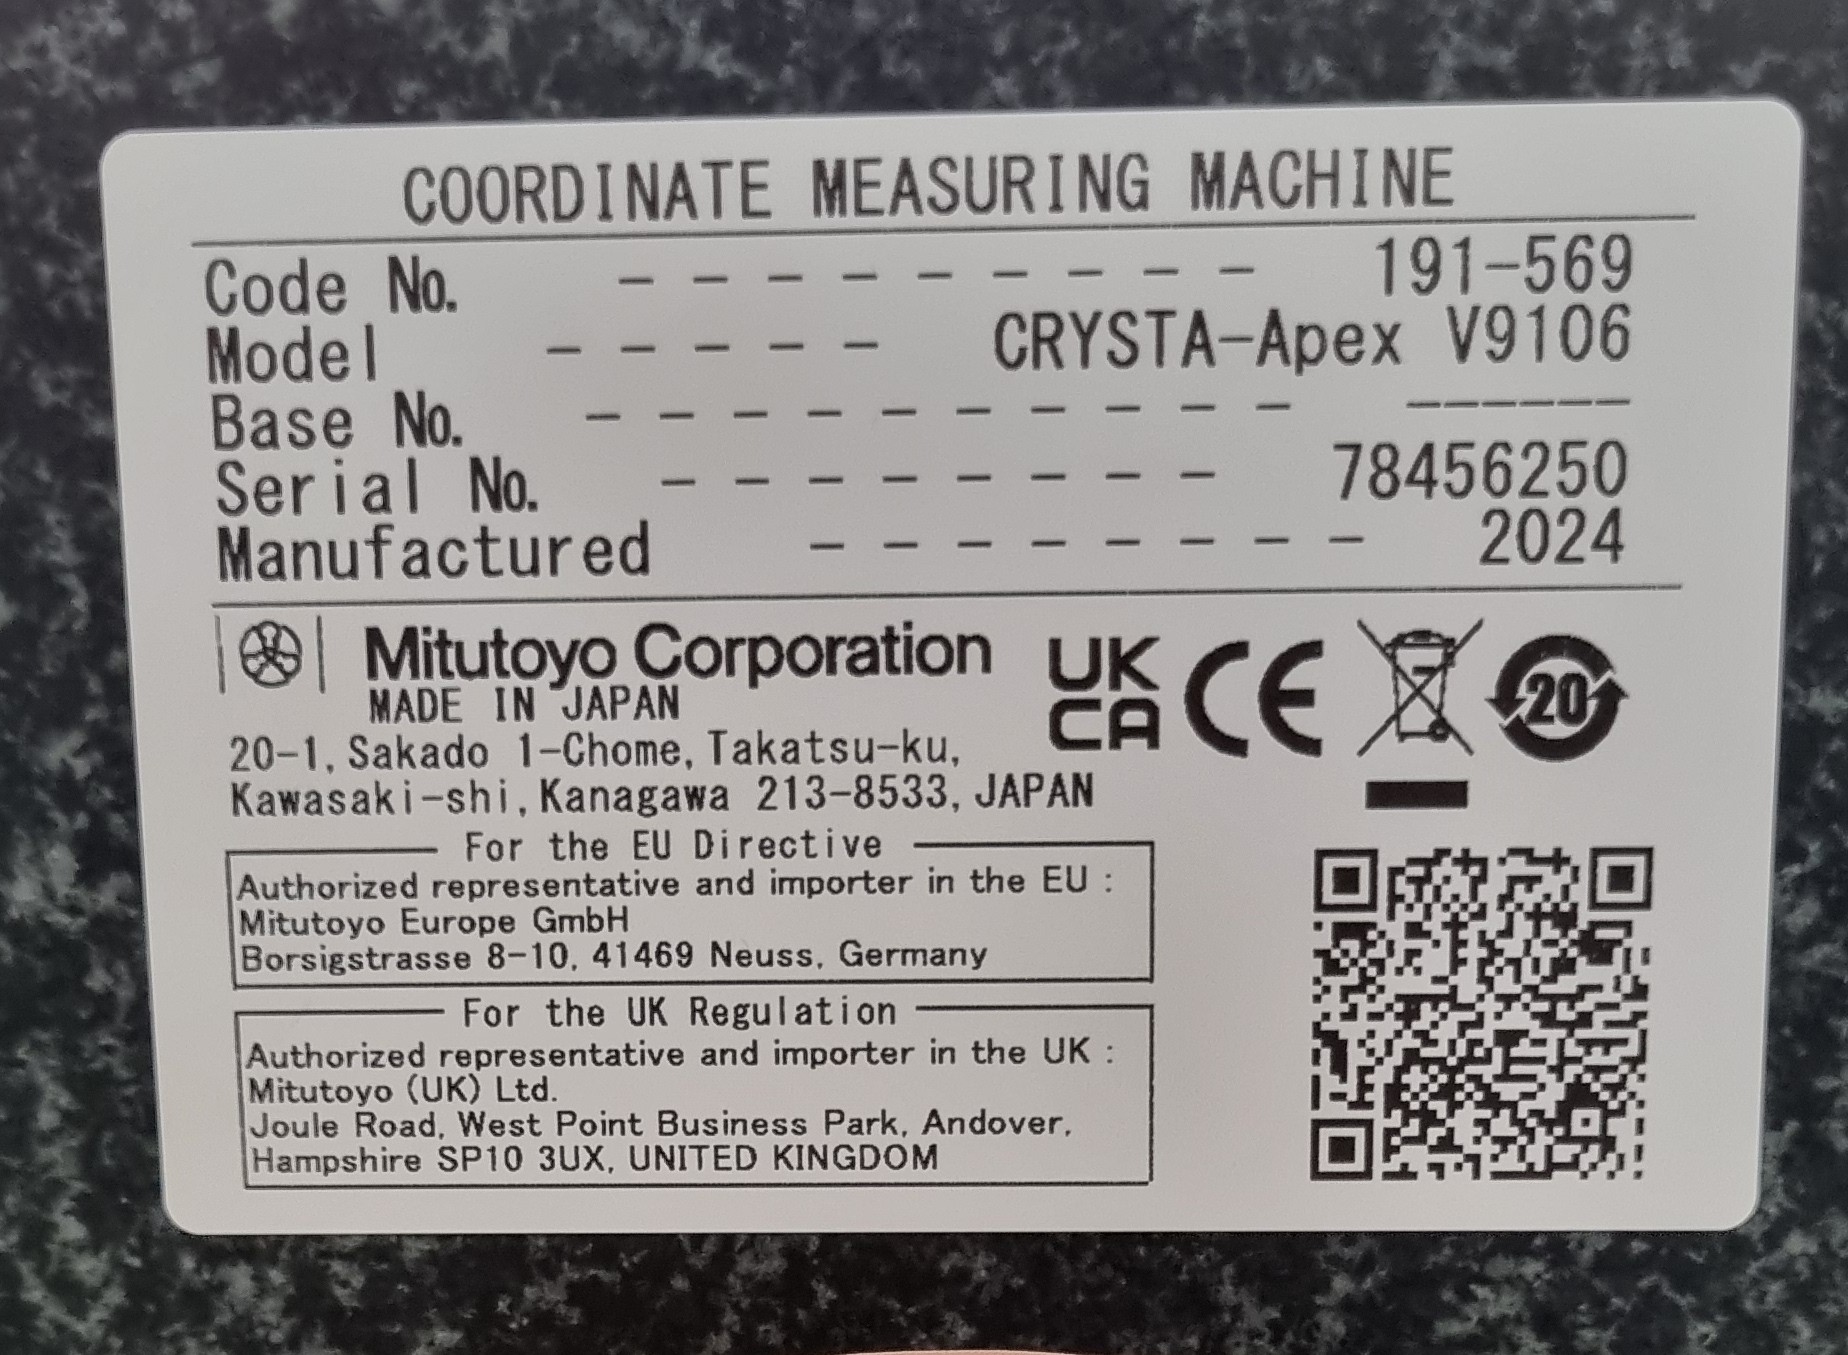 COORDINATE MEASURING MACHINE
Code No. - - - - - - - - - 191-569
Model - - - - - CRYSTA-Apex V9106
Base No. - - - - - - - - - - ------
Serial No. - - - - - - - - 78456250
Manufactured - - - - - - - - 2024
Mitutoyo Corporation
MADE IN JAPAN
UK
CA CE 20
20-1, Sakado 1-Chome, Takatsu-ku,
Kawasaki-shi, Kanagawa 213-8533, JAPAN
For the EU Directive
Authorized representative and importer in the EU :
Mitutoyo Europe GmbH
Borsigstrasse 8-10, 41469 Neuss, Germany
For the UK Regulation
Authorized representative and importer in the UK :
Mitutoyo (UK) Ltd.
Joule Road, West Point Business Park, Andover,
Hampshire SP10 3UX, UNITED KINGDOM